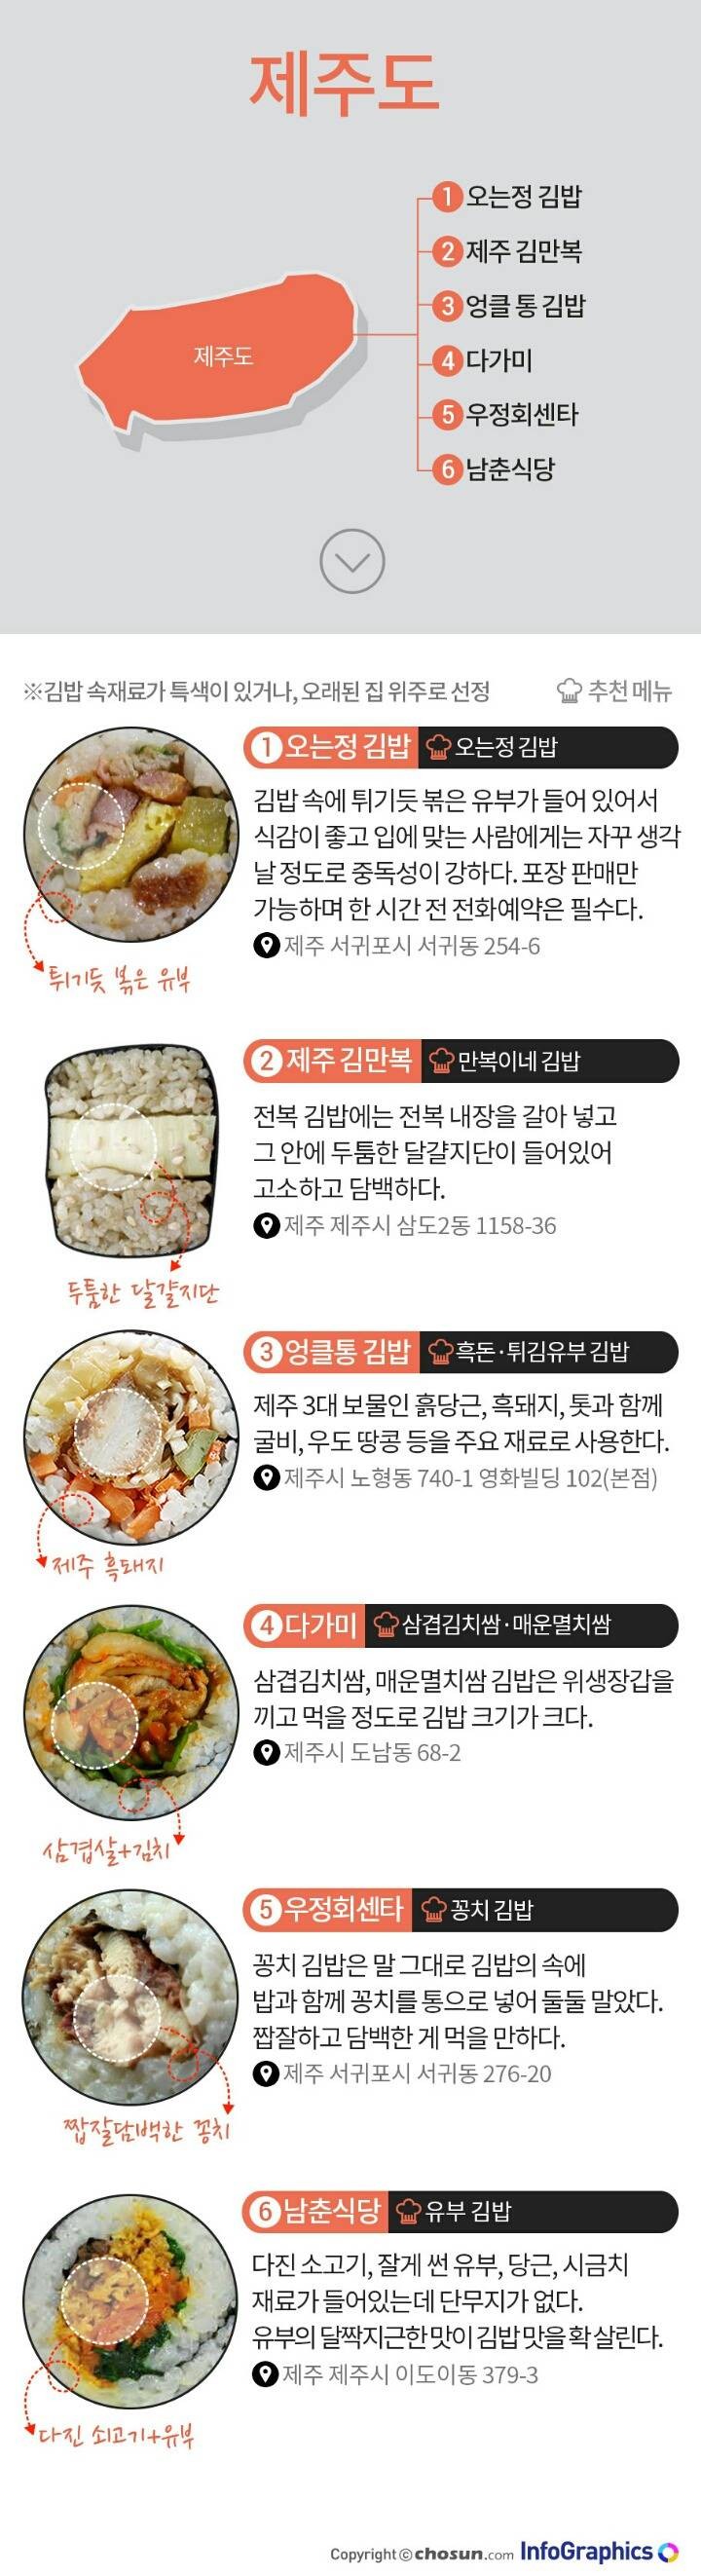 제주도
제주도
1 오는정 김밥
2 제주 김만복
3 엉클 통 김밥
4 다가미
5 우정회센타
6 남춘식당
※김밥 속재료가 특색이 있거나, 오래된 집 위주로 선정
추천 메뉴
1 오는정 김밥 오는정 김밥
김밥 속에 튀기듯 볶은 유부가 들어 있어서
식감이 좋고 입에 맞는 사람에게는 자꾸 생각
날 정도로 중독성이 강하다. 포장 판매만
가능하며 한 시간 전 전화예약은 필수다.
제주 서귀포시 서귀동 254-6
튀기듯 볶은 유부
2 제주 김만복 만복이네 김밥
전복 김밥에는 전복 내장을 갈아 넣고
그 안에 두툼한 달걀지단이 들어있어
고소하고 담백하다.
제주 제주시 삼도2동 1158-36
두툼한 달걀지단
3 엉클통 김밥 흑돈·튀김유부 김밥
제주 3대 보물인 흙당근, 흑돼지, 톳과 함께
굴비, 우도 땅콩 등을 주요 재료로 사용한다.
제주시 노형동 740-1 영화빌딩 102(본점)
제주 흑돼지
4 다가미 삼겹김치쌈·매운멸치쌈
삼겹김치쌈, 매운멸치쌈 김밥은 위생장갑을
끼고 먹을 정도로 김밥 크기가 크다.
제주시 도남동 68-2
삼겹살+김치
5 우정회센타 꽁치 김밥
꽁치 김밥은 말 그대로 김밥의 속에
밥과 함께 꽁치를 통으로 넣어 둘둘 말았다.
짭잘하고 담백한 게 먹을 만하다.
제주 서귀포시 서귀동 276-20
짭잘담백한 꽁치
6 남춘식당 유부 김밥
다진 소고기, 잘게 썬 유부, 당근, 시금치
재료가 들어있는데 단무지가 없다.
유부의 달짝지근한 맛이 김밥 맛을 확 살린다.
제주 제주시 이도이동 379-3
다진 쇠고기+유부
Copyright ⓒ chosun.com InfoGraphics